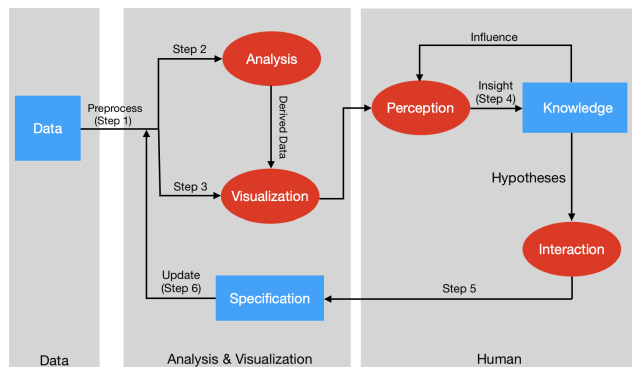 Influence
Step 2
Analysis
Insight
(Step 4)
Preprocess
(Step 1)
Data
Derived Data
Perception
Knowledge
Hypotheses
Step 3
Visualization
Interaction
Update
(Step 6)
Specification
Step 5
Data
Analysis & Visualization
Human